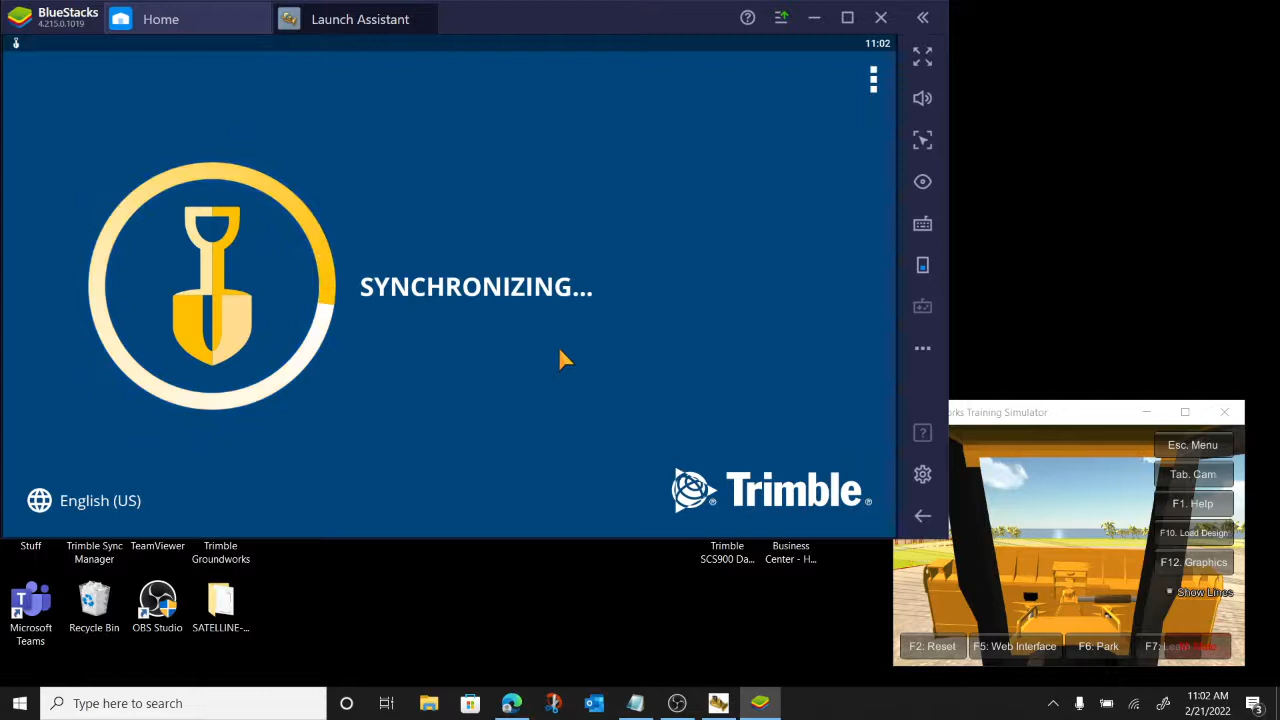 BlueStacks
4.215.0.1019
Home
Launch Assistant
11:02
SYNCHRONIZING...
English (US)
Trimble
orks Training Simulator
Esc. Menu
Tab. Cam
F1. Help
F10. Load Design
F12. Graphics
Show Lines
F2. Reset
F5: Web Interface
F6: Park
Stuff
Trimble Sync
Manager
TeamViewer
Trimble
Groundworks
Trimble
SCS900 Da...
Business
Center - H...
Microsoft
Teams
Recycle Bin
OBS Studio
SATELLINE-...
Type here to search
11:02 AM
2/21/2022
3